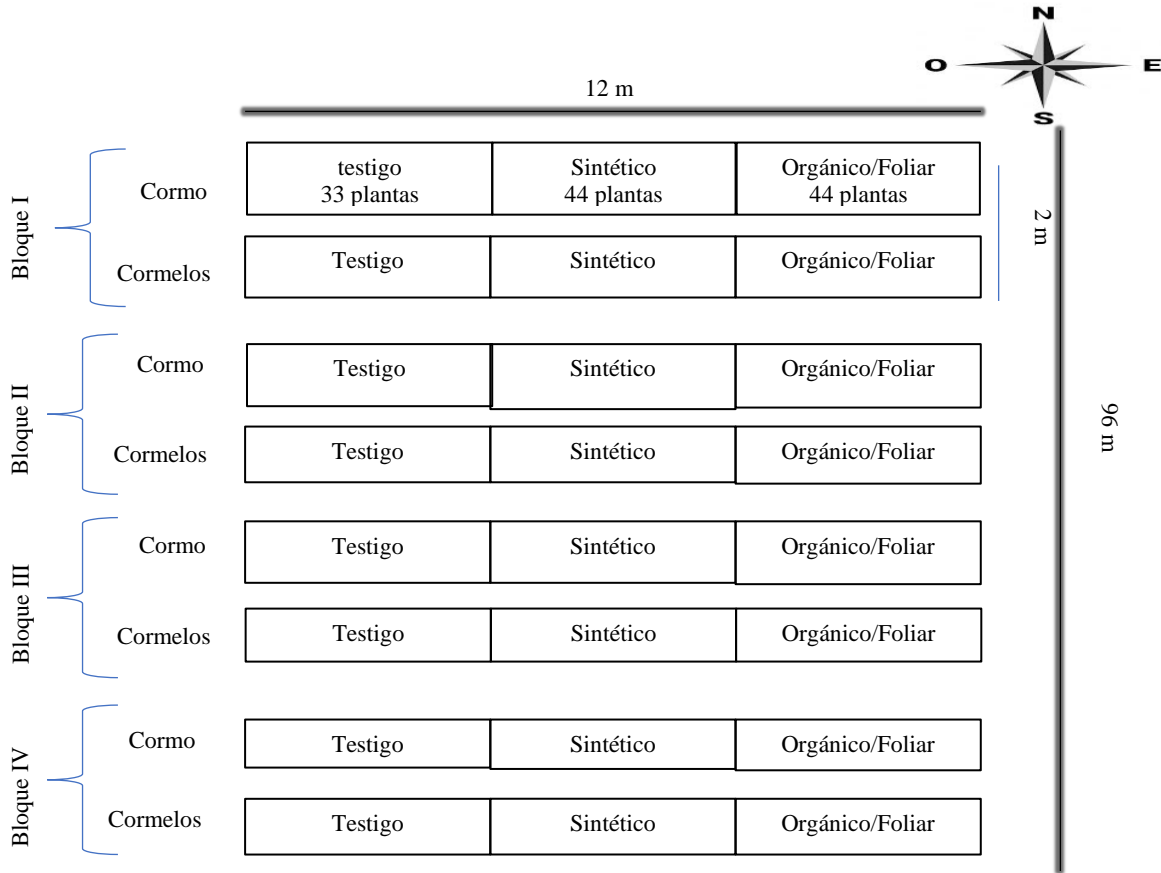 N
O E
S
12 m
Bloque I
Cormo
testigo
33 plantas
Sintético
44 plantas
Orgánico/Foliar
44 plantas
2 m
Cormelos
Testigo
Sintético
Orgánico/Foliar
Bloque II
Cormo
Testigo
Sintético
Orgánico/Foliar
96 m
Cormelos
Testigo
Sintético
Orgánico/Foliar
Bloque III
Cormo
Testigo
Sintético
Orgánico/Foliar
Cormelos
Testigo
Sintético
Orgánico/Foliar
Bloque IV
Cormo
Testigo
Sintético
Orgánico/Foliar
Cormelos
Testigo
Sintético
Orgánico/Foliar